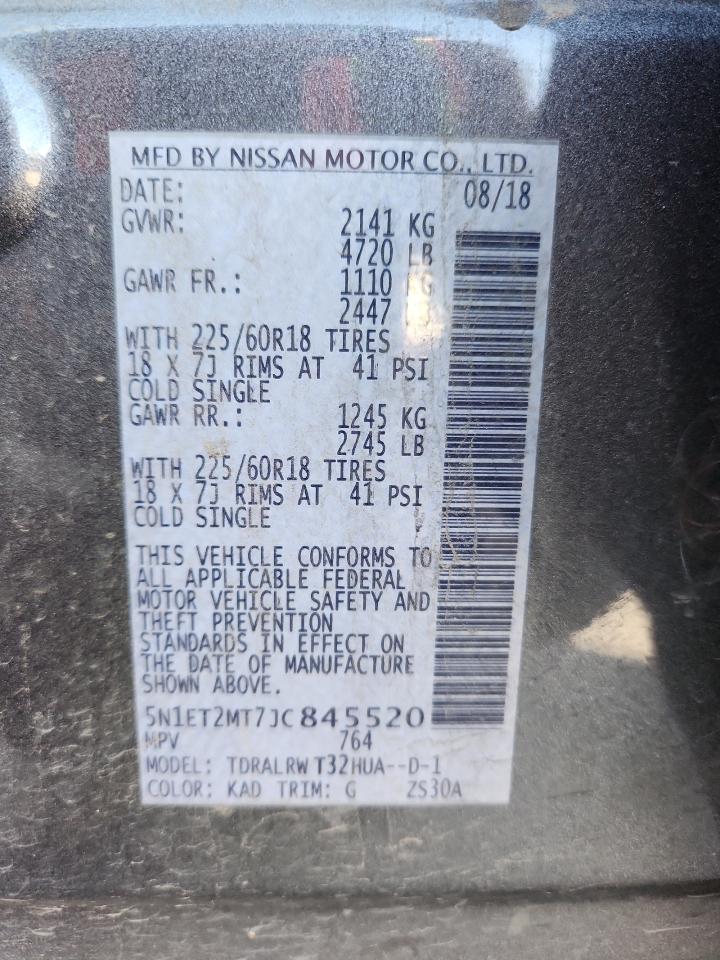 MFD BY NISSAN MOTOR CO., LTD.
DATE: 08/18
GVWR: 2141 KG
4720 LB
GAWR FR.: 1110 KG
2447
WITH 225/60R18 TIRES
18 X 7J RIMS AT 41 PSI
COLD SINGLE
GAWR RR.: 1245 KG
2745 LB
WITH 225/60R18 TIRES
18 X 7J RIMS AT 41 PSI
COLD SINGLE
THIS VEHICLE CONFORMS TO
ALL APPLICABLE FEDERAL
MOTOR VEHICLE SAFETY AND
THEFT PREVENTION
STANDARDS IN EFFECT ON
THE DATE OF MANUFACTURE
SHOWN ABOVE.
5N1ET2MT7JC845520
MPV 764
MODEL: TDRALRW T32HUA--D-1
COLOR: KAD TRIM: G ZS30A